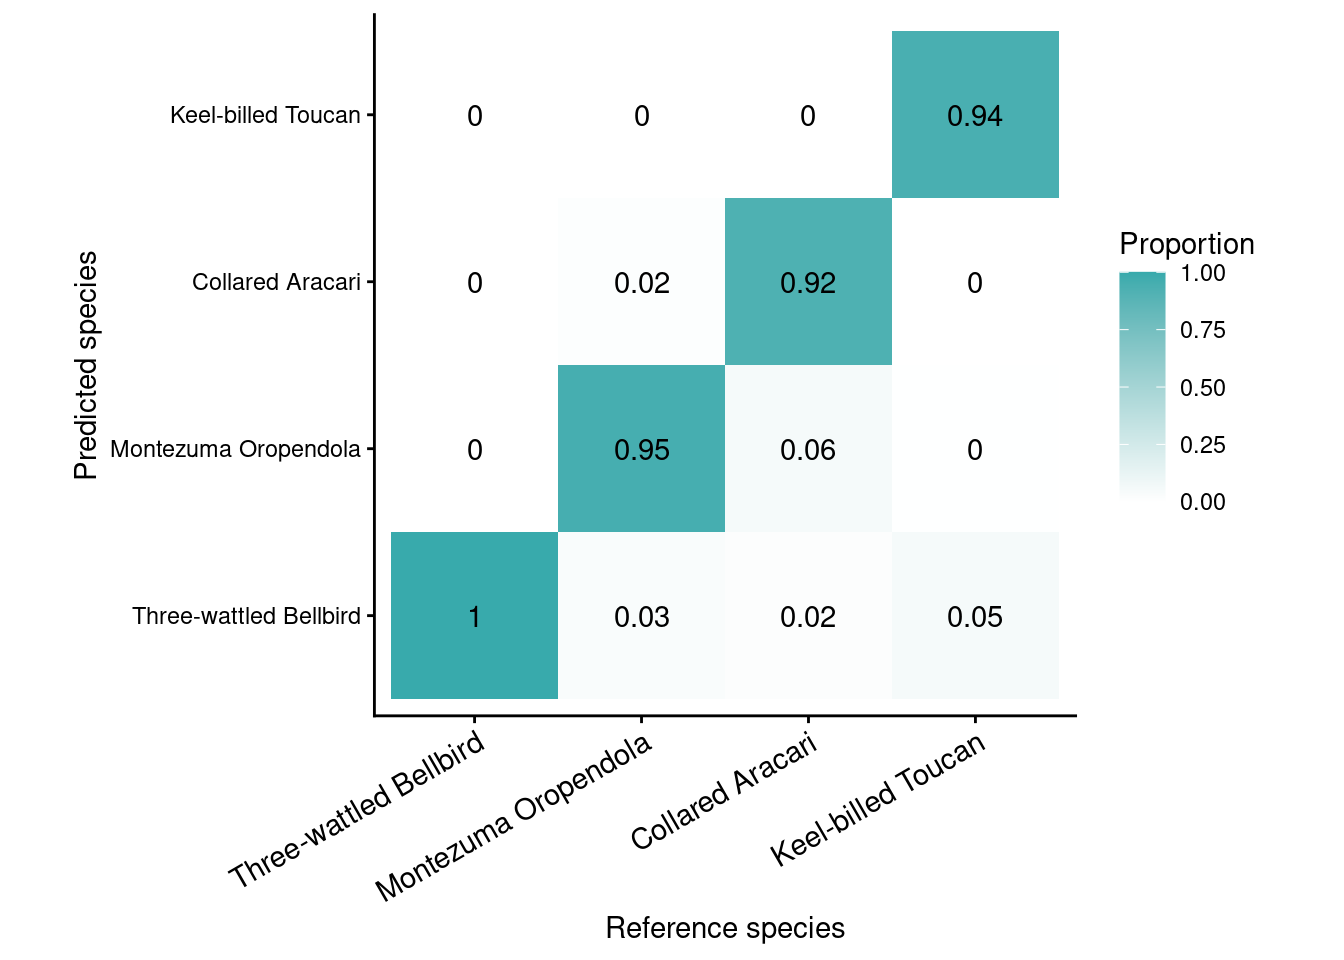 Keel-billed Toucan
0 0 0 0.94
Collared Aracari
0 0.02 0.92 0
Montezuma Oropendola
0 0.95 0.06 0
Three-wattled Bellbird
1 0.03 0.02 0.05
Predicted species
Three-wattled Bellbird
Montezuma Oropendola
Collared Aracari
Keel-billed Toucan
Reference species
Proportion
1.00
0.75
0.50
0.25
0.00